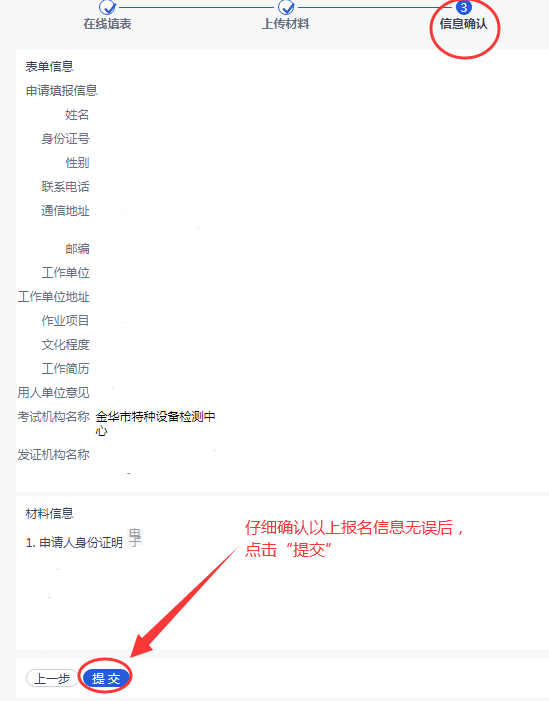 3
在线填表
上传材料
信息确认
表单信息
申请填报信息
姓名
身份证号
性别
联系电话
通信地址
邮编
工作单位
工作单位地址
作业项目
文化程度
工作简历
用人单位意见
考试机构名称 金华市特种设备检测中
心
发证机构名称
材料信息
1. 申请人身份证明
仔细确认以上报名信息无误后，
点击“提交”
上一步
提 交